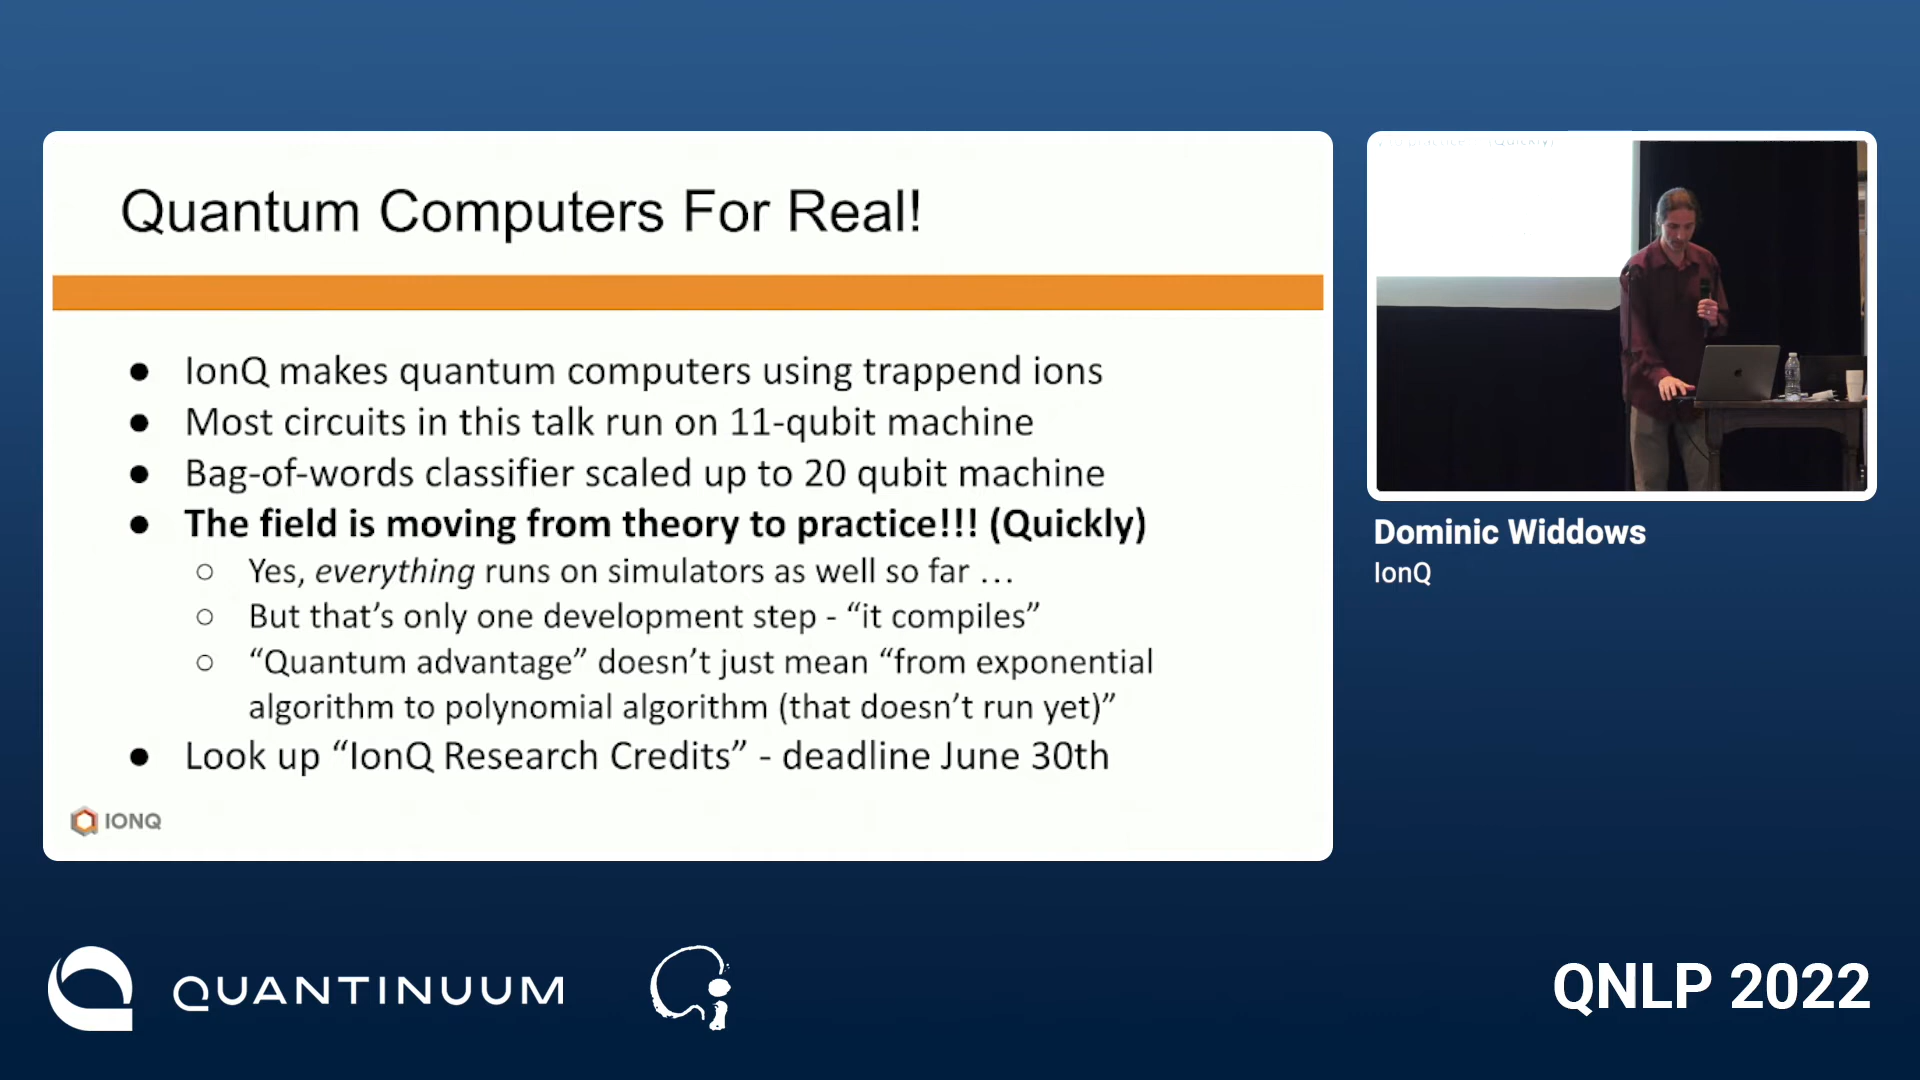 Quantum Computers For Real!
● IonQ makes quantum computers using trappend ions
● Most circuits in this talk run on 11-qubit machine
● Bag-of-words classifier scaled up to 20 qubit machine
● The field is moving from theory to practice!!! (Quickly)
○ Yes, everything runs on simulators as well so far …
○ But that’s only one development step - “it compiles”
○ “Quantum advantage” doesn’t just mean “from exponential
algorithm to polynomial algorithm (that doesn’t run yet)”
● Look up “IonQ Research Credits” - deadline June 30th
IONQ
(Quickly)
Dominic Widdows
IonQ
QUANTINUUM
QNLP 2022